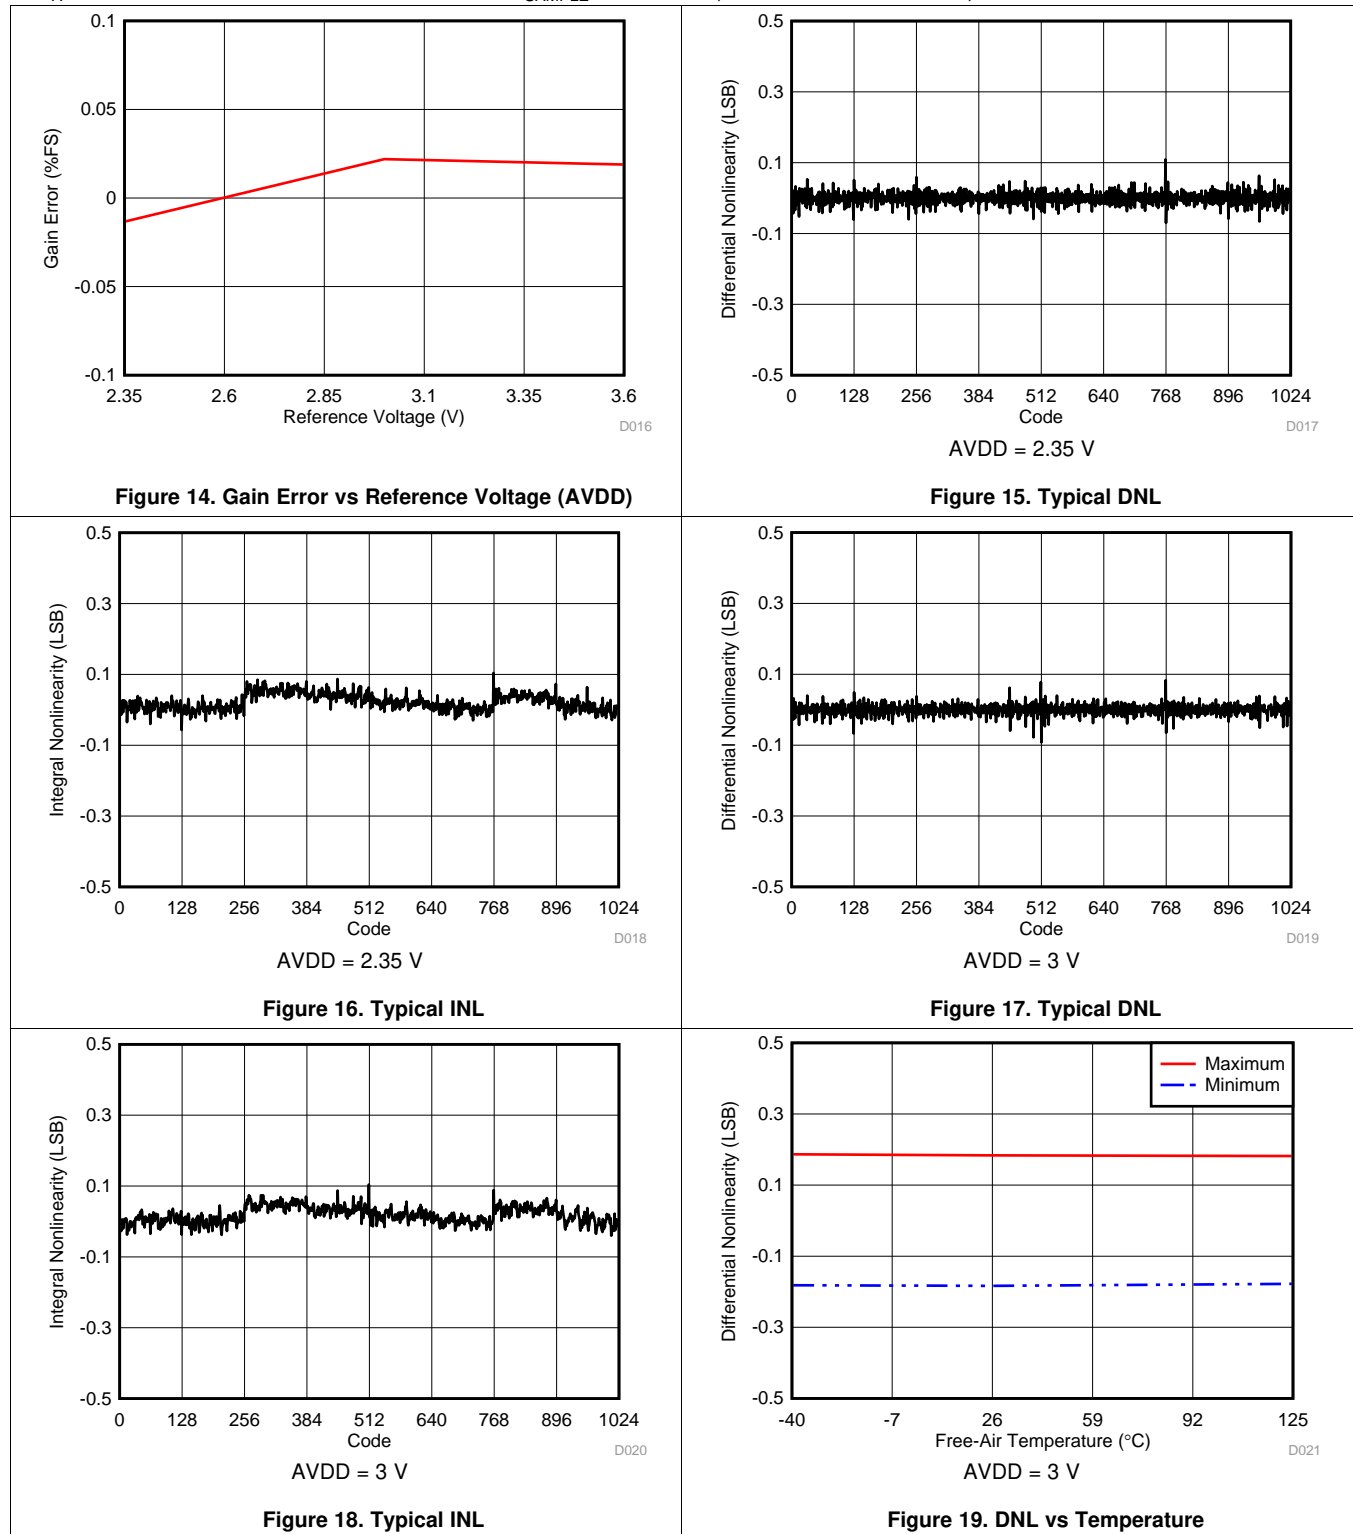 SAMPLE
0.1
0.05
0
-0.05
-0.1
Gain Error (%FS)
2.35 2.6 2.85 3.1 3.35 3.6
Reference Voltage (V)
D016
Figure 14. Gain Error vs Reference Voltage (AVDD)
0.5
0.3
0.1
-0.1
-0.3
-0.5
Differential Nonlinearity (LSB)
0 128 256 384 512 640 768 896 1024
Code
D017
AVDD = 2.35 V
Figure 15. Typical DNL
0.5
0.3
0.1
-0.1
-0.3
-0.5
Integral Nonlinearity (LSB)
0 128 256 384 512 640 768 896 1024
Code
D018
AVDD = 2.35 V
Figure 16. Typical INL
0.5
0.3
0.1
-0.1
-0.3
-0.5
Differential Nonlinearity (LSB)
0 128 256 384 512 640 768 896 1024
Code
D019
AVDD = 3 V
Figure 17. Typical DNL
0.5
0.3
0.1
-0.1
-0.3
-0.5
Integral Nonlinearity (LSB)
0 128 256 384 512 640 768 896 1024
Code
D020
AVDD = 3 V
Figure 18. Typical INL
0.5
0.3
0.1
-0.1
-0.3
-0.5
Differential Nonlinearity (LSB)
Maximum
Minimum
-40 -7 26 59 92 125
Free-Air Temperature (°C)
D021
AVDD = 3 V
Figure 19. DNL vs Temperature